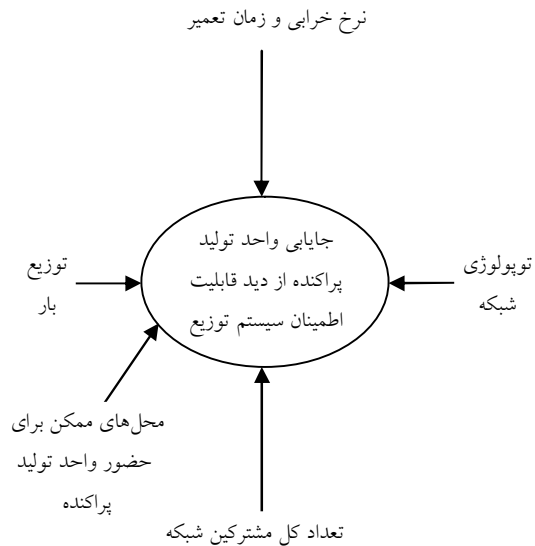 نرخ خرابی و زمان تعمیر
جایابی واحد تولید
پراکنده از دید قابلیت
اطمینان سیستم توزیع
توپولوژی
شبکه
توزیع
بار
محل‌های ممکن برای
حضور واحد تولید
پراکنده
تعداد کل مشترکین شبکه